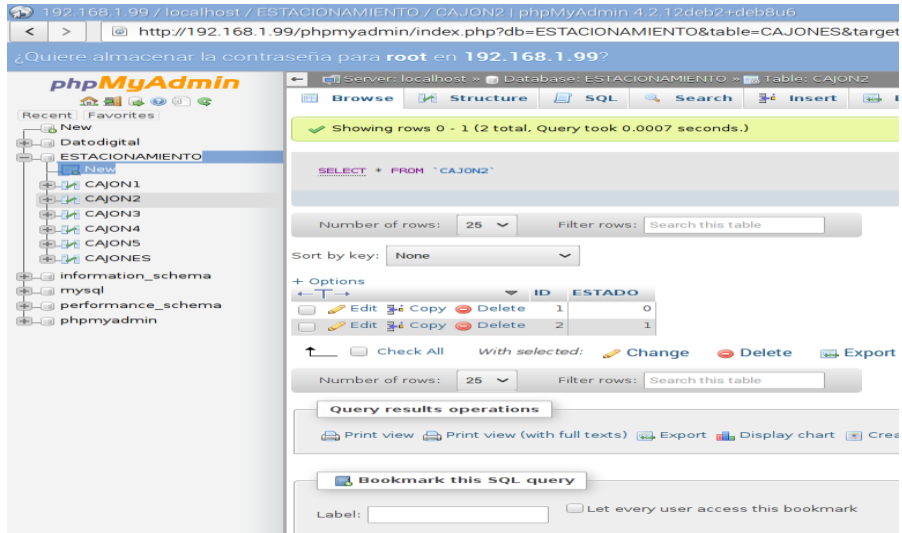 192.168.1.99 / localhost / ESTACIONAMIENTO / CAJON2 | phpMyAdmin 4.2.12deb2+deb8u6
http://192.168.1.99/phpmyadmin/index.php?db=ESTACIONAMIENTO&table=CAJONES&target
¿Quiere almacenar la contraseña para root en 192.168.1.99?
phpMyAdmin
Recent Favorites
New
Datodigital
ESTACIONAMIENTO
New
CAJON1
CAJON2
CAJON3
CAJON4
CAJON5
CAJONES
information_schema
mysql
performance_schema
phpmyadmin
Server: localhost » Database: ESTACIONAMIENTO » Table: CAJON2
Browse Structure SQL Search Insert
Showing rows 0 - 1 (2 total, Query took 0.0007 seconds.)
SELECT * FROM `CAJON2`
Number of rows: 25 Filter rows: Search this table
Sort by key: None
+ Options
←T→ ID ESTADO
Edit Copy Delete 1 0
Edit Copy Delete 2 1
Check All With selected: Change Delete Export
Number of rows: 25 Filter rows: Search this table
Query results operations
Print view Print view (with full texts) Export Display chart Crea
Bookmark this SQL query
Label: Let every user access this bookmark